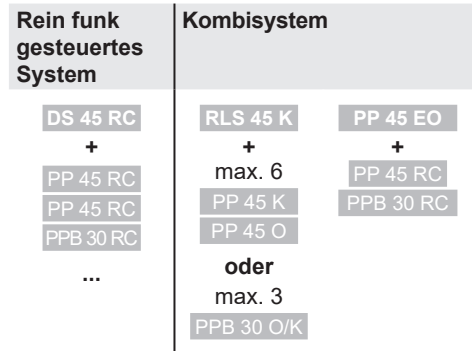 Rein funk
gesteuertes
System
Kombisystem
DS 45 RC
+
PP 45 RC
PP 45 RC
PPB 30 RC
...
RLS 45 K
+
max. 6
PP 45 K
PP 45 O
oder
max. 3
PPB 30 O/K
PP 45 EO
+
PP 45 RC
PPB 30 RC